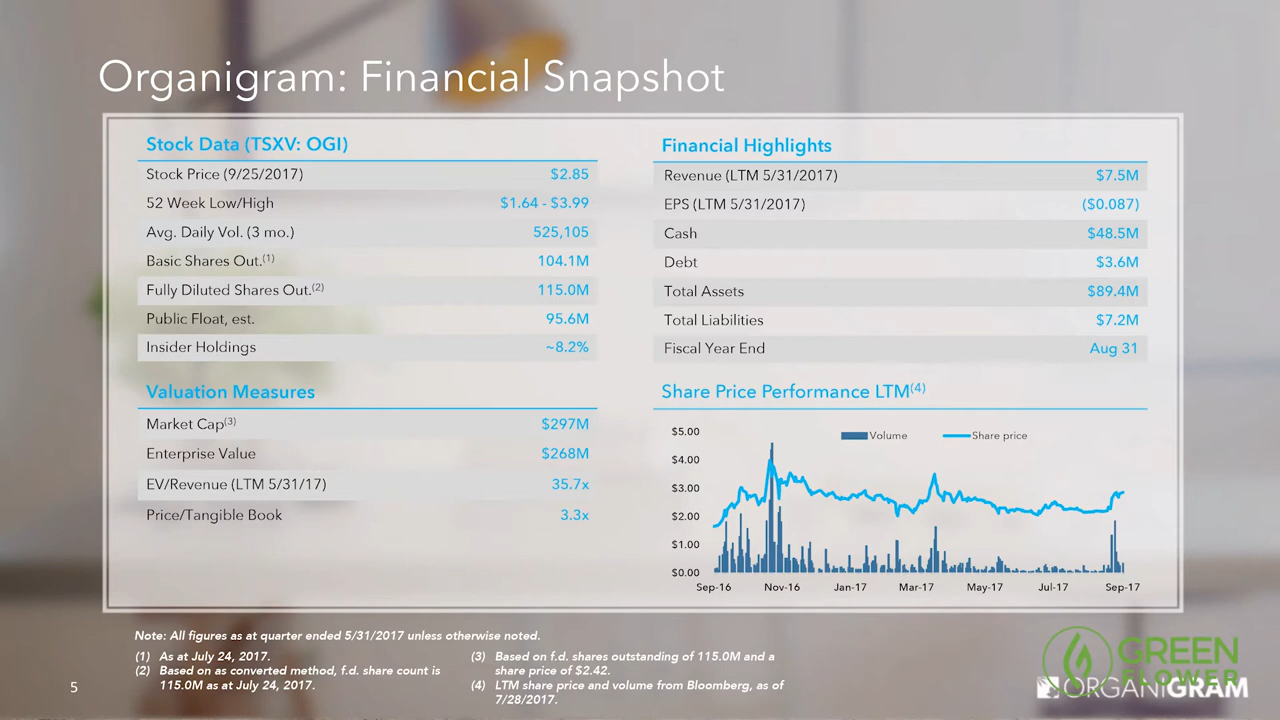 Organigram: Financial Snapshot
Stock Data (TSXV: OGI)
Stock Price (9/25/2017) $2.85
52 Week Low/High $1.64 - $3.99
Avg. Daily Vol. (3 mo.) 525,105
Basic Shares Out.(1) 104.1M
Fully Diluted Shares Out.(2) 115.0M
Public Float, est. 95.6M
Insider Holdings ~8.2%
Valuation Measures
Market Cap(3) $297M
Enterprise Value $268M
EV/Revenue (LTM 5/31/17) 35.7x
Price/Tangible Book 3.3x
Financial Highlights
Revenue (LTM 5/31/2017) $7.5M
EPS (LTM 5/31/2017) ($0.087)
Cash $48.5M
Debt $3.6M
Total Assets $89.4M
Total Liabilities $7.2M
Fiscal Year End Aug 31
Share Price Performance LTM(4)
Volume Share price
$5.00
$4.00
$3.00
$2.00
$1.00
$0.00
Sep-16 Nov-16 Jan-17 Mar-17 May-17 Jul-17 Sep-17
Note: All figures as at quarter ended 5/31/2017 unless otherwise noted.
(1) As at July 24, 2017.
(2) Based on as converted method, f.d. share count is
115.0M as at July 24, 2017.
(3) Based on f.d. shares outstanding of 115.0M and a
share price of $2.42.
(4) LTM share price and volume from Bloomberg, as of
7/28/2017.
5
GREEN
FLOWER
ORGANIGRAM